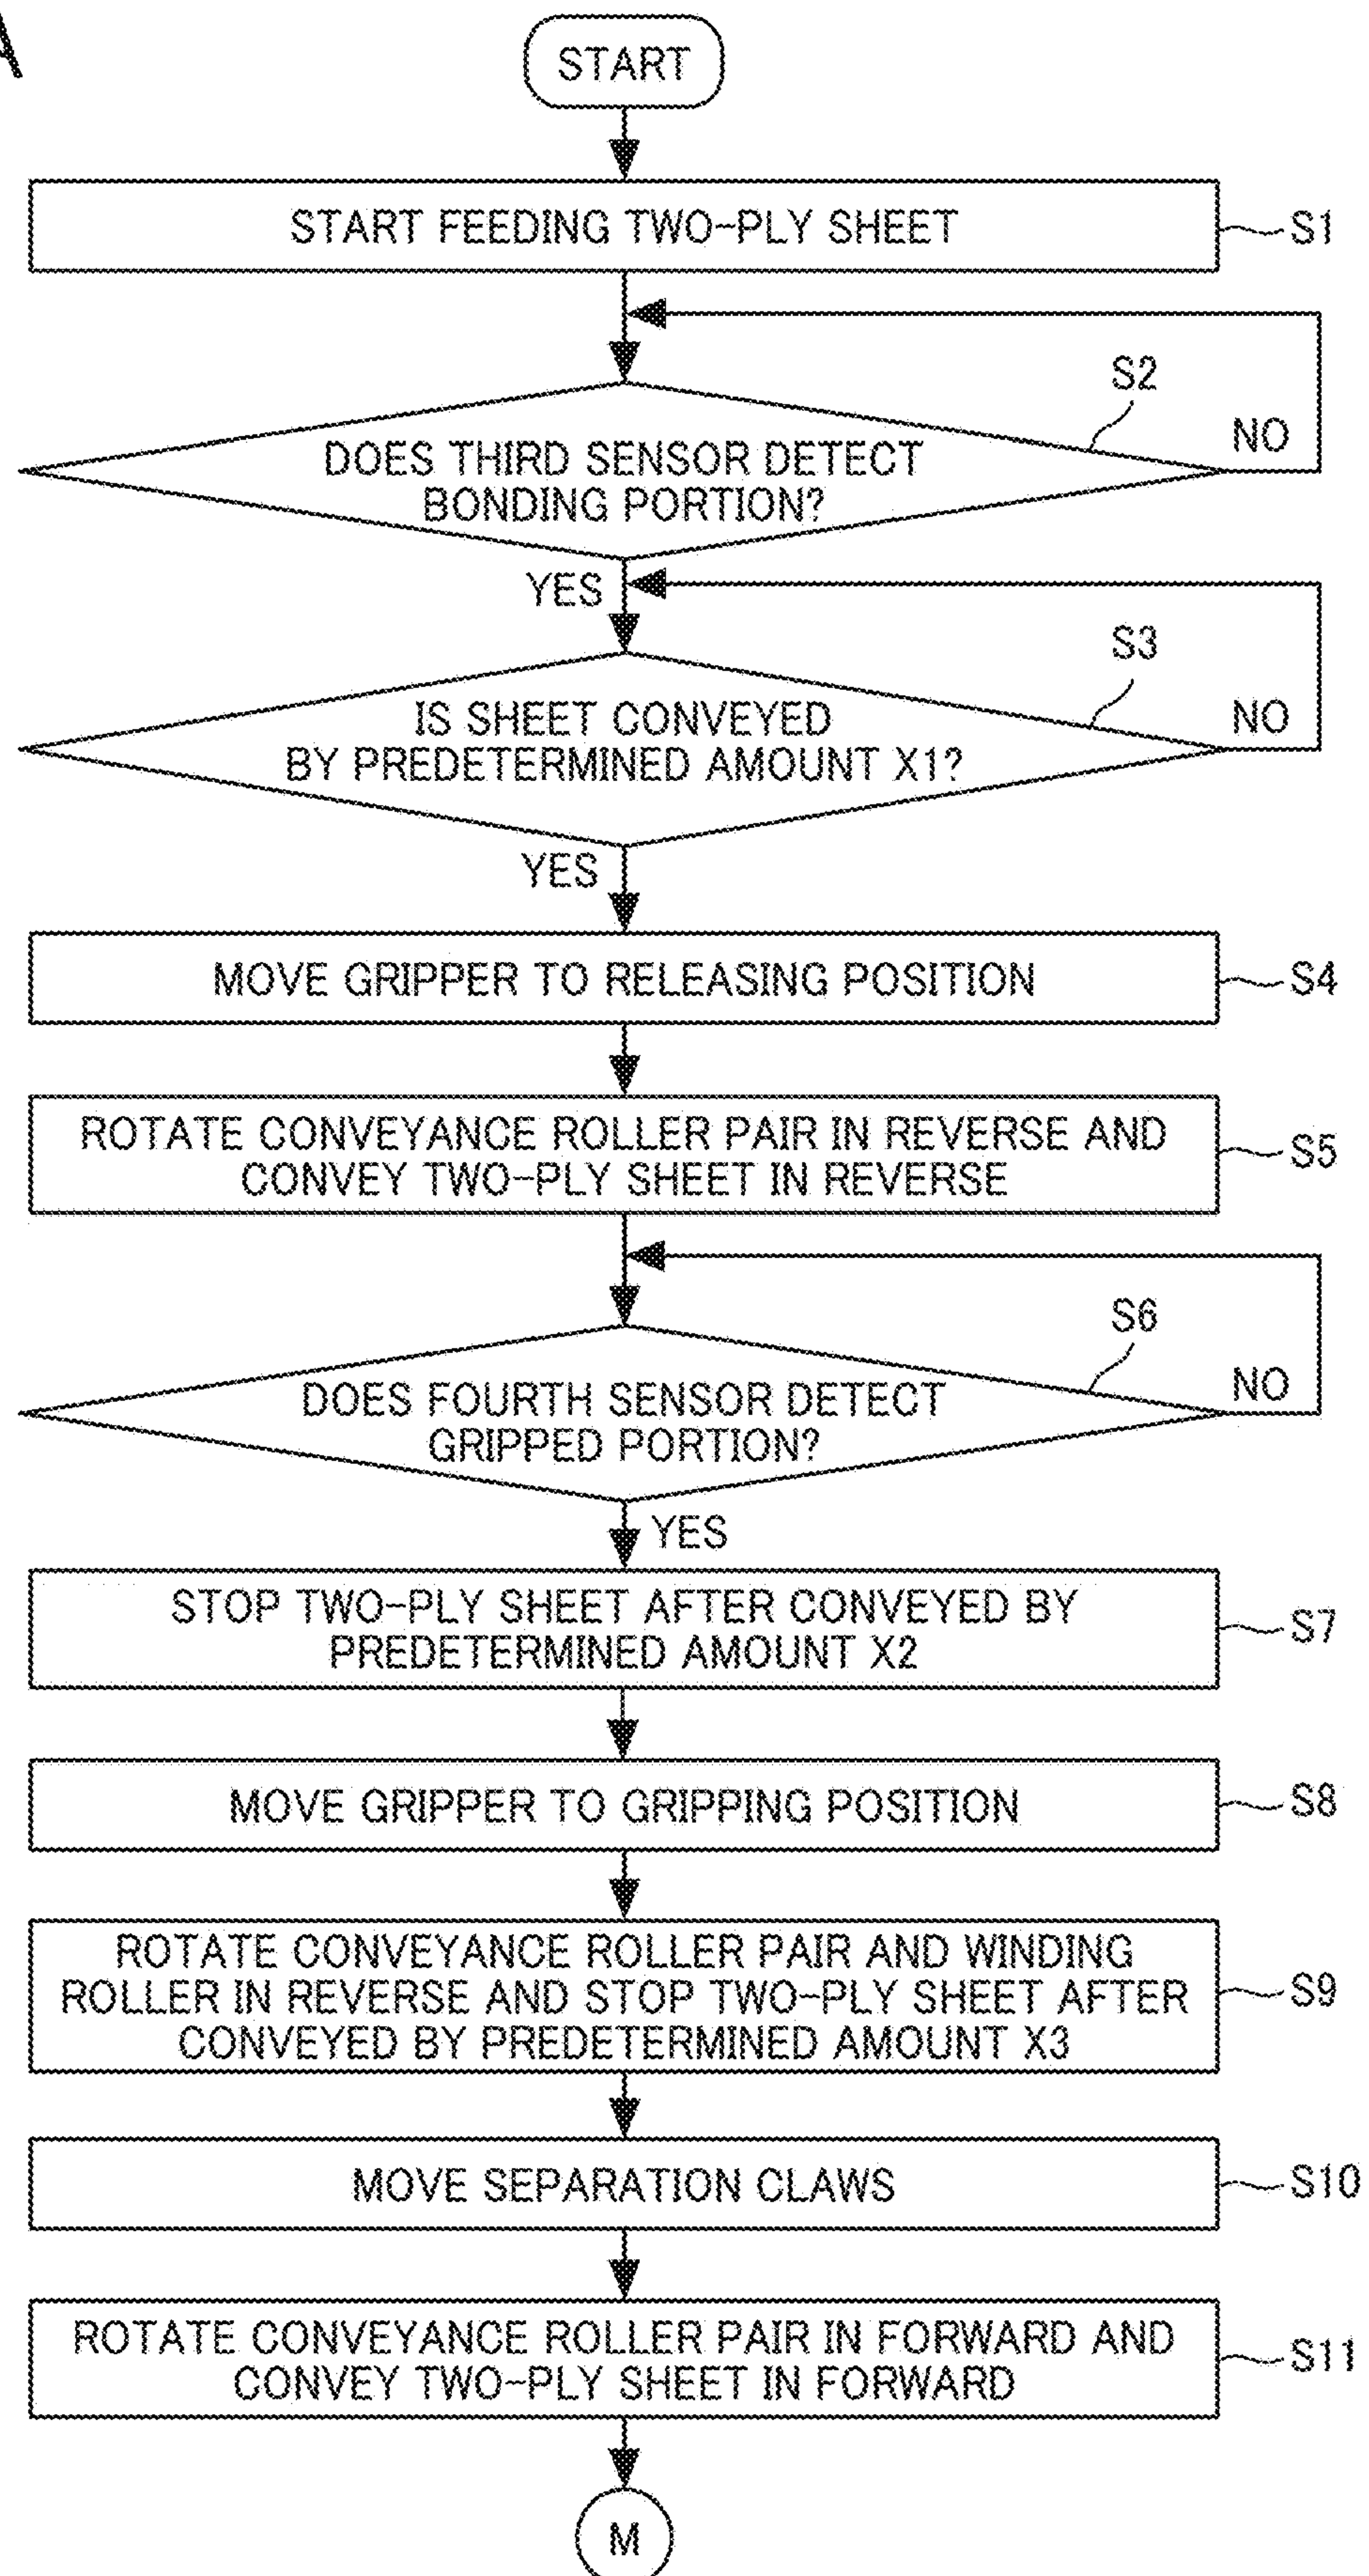 A
START
START FEEDING TWO-PLY SHEET
S1
S2
NO
DOES THIRD SENSOR DETECT
BONDING PORTION?
YES
S3
NO
IS SHEET CONVEYED
BY PREDETERMINED AMOUNT X1?
YES
MOVE GRIPPER TO RELEASING POSITION
S4
ROTATE CONVEYANCE ROLLER PAIR IN REVERSE AND
CONVEY TWO-PLY SHEET IN REVERSE
S5
S6
NO
DOES FOURTH SENSOR DETECT
GRIPPED PORTION?
YES
STOP TWO-PLY SHEET AFTER CONVEYED BY
PREDETERMINED AMOUNT X2
S7
MOVE GRIPPER TO GRIPPING POSITION
S8
ROTATE CONVEYANCE ROLLER PAIR AND WINDING
ROLLER IN REVERSE AND STOP TWO-PLY SHEET AFTER
CONVEYED BY PREDETERMINED AMOUNT X3
S9
MOVE SEPARATION CLAWS
S10
ROTATE CONVEYANCE ROLLER PAIR IN FORWARD AND
CONVEY TWO-PLY SHEET IN FORWARD
S11
M